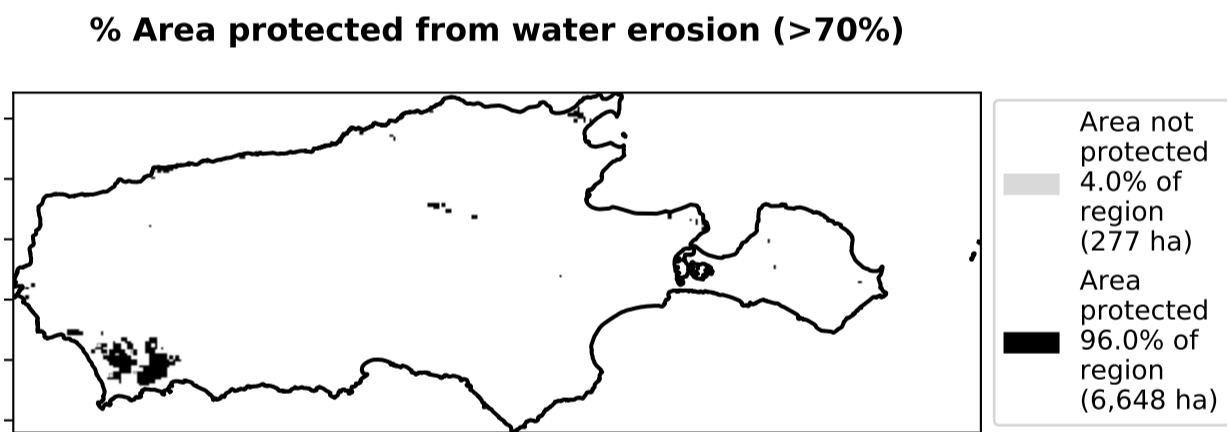 % Area protected from water erosion (>70%)
Area not
protected
4.0% of
region
(277 ha)
Area
protected
96.0% of
region
(6,648 ha)